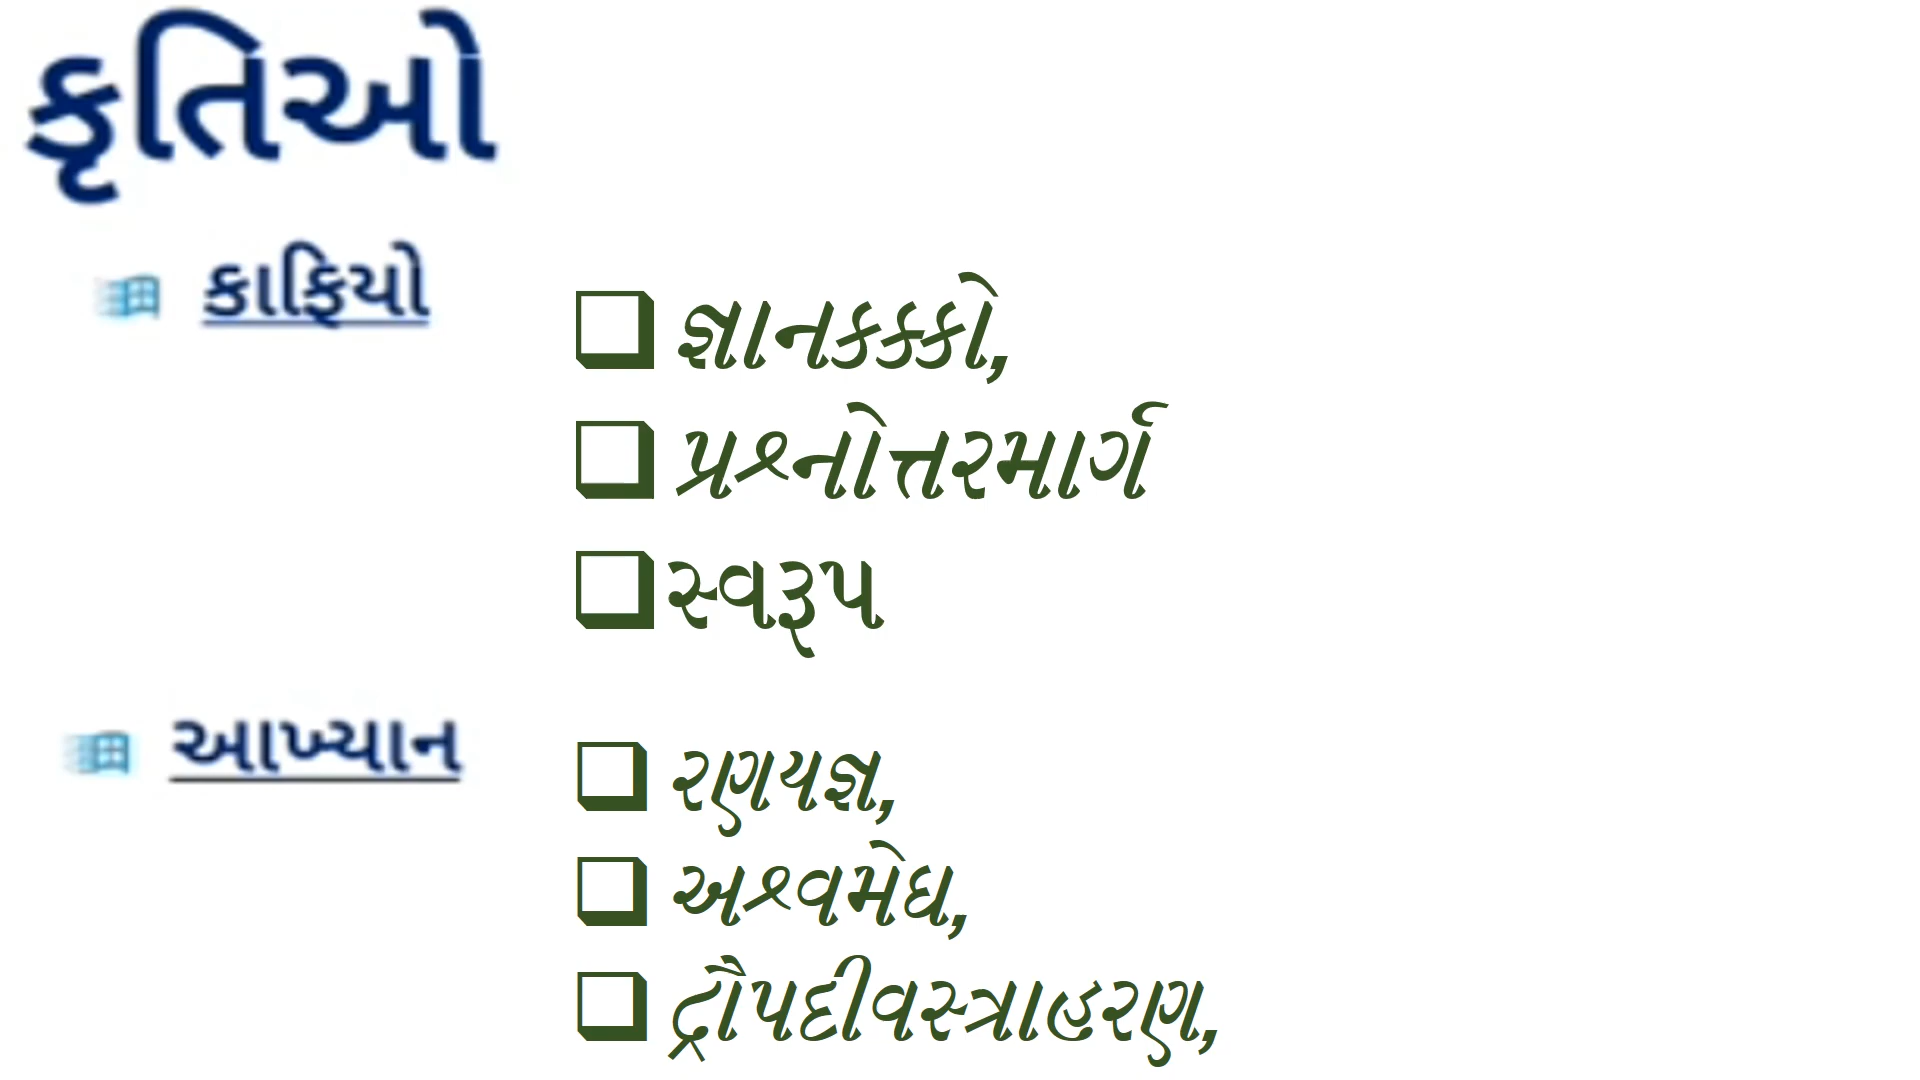 કૃતિઓ
કાફિયો
જ્ઞાનકક્કો,
પ્રશ્નોત્તરમાર્ગ
સ્વરૂપ
આખ્યાન
રણયજ્ઞ,
અશ્વમેઘ,
દ્રૌપદીવસ્ત્રાહરણ,